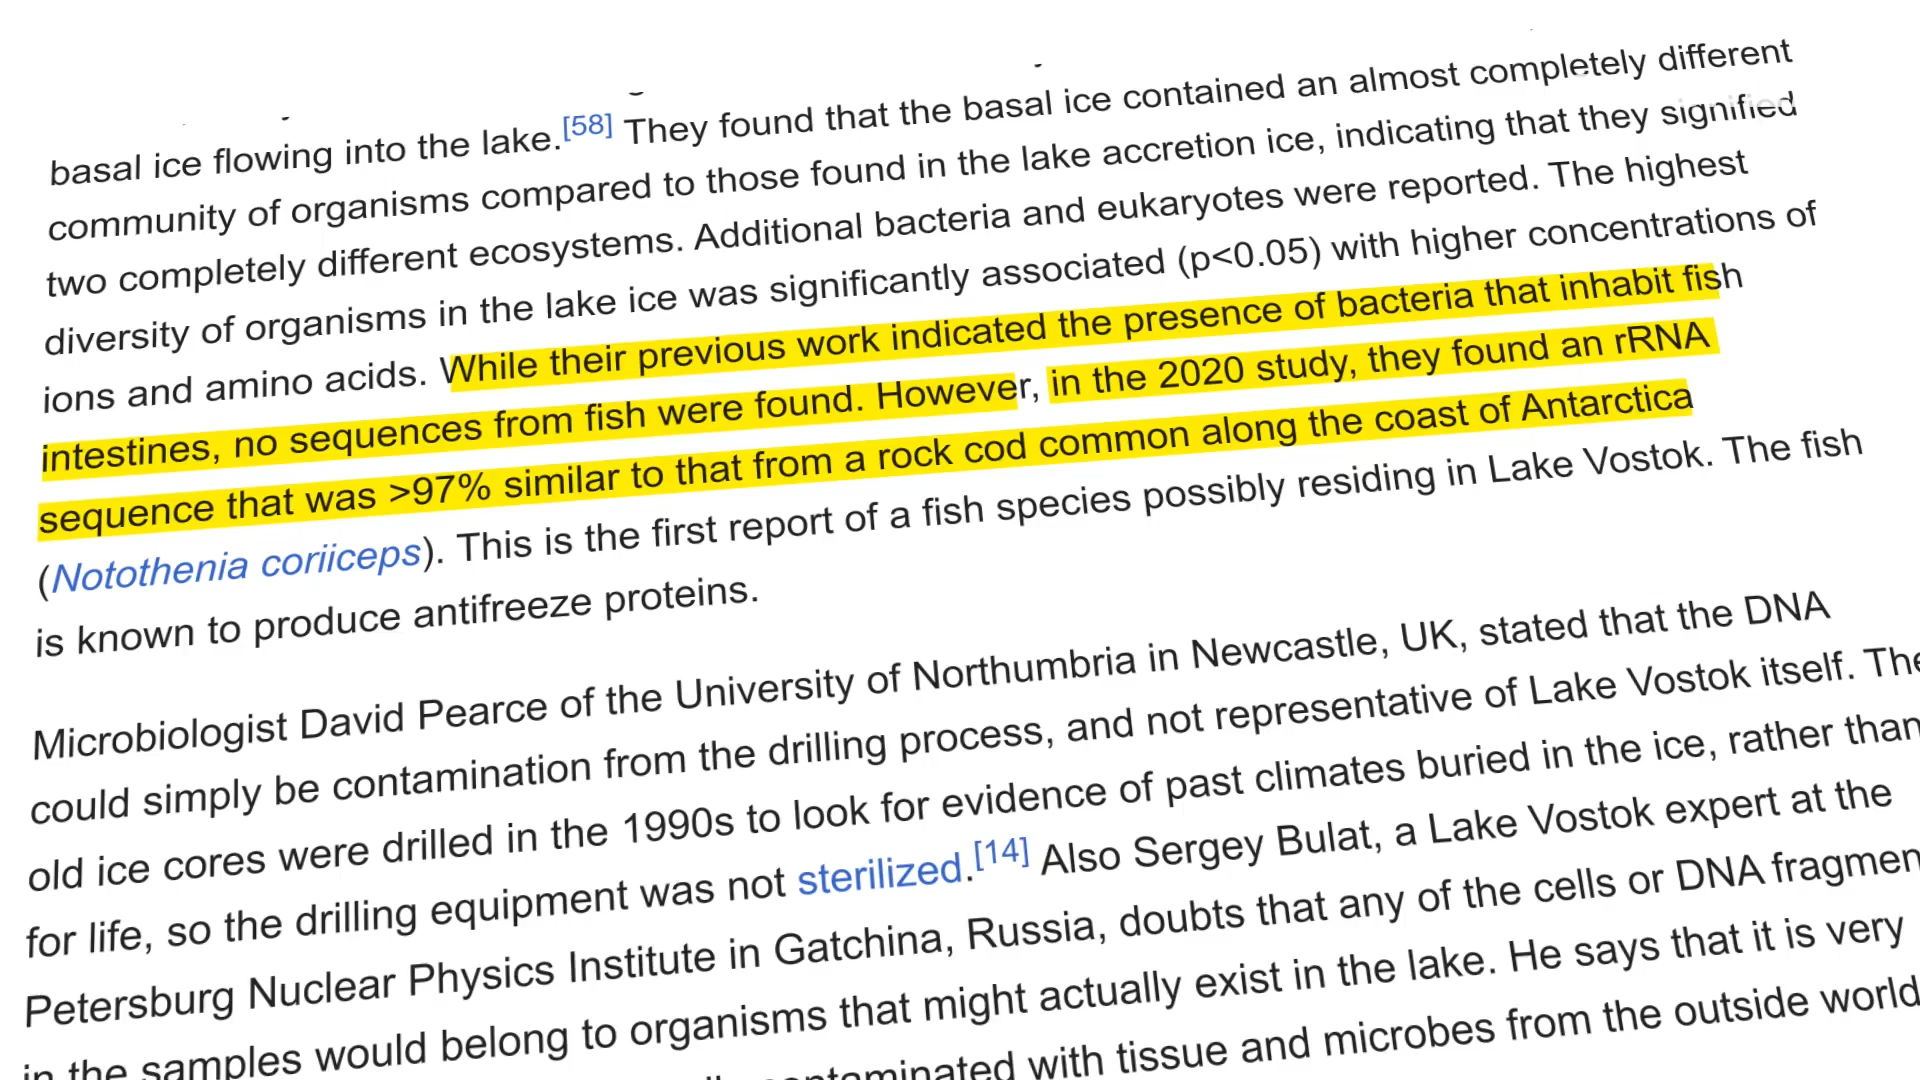 basal ice flowing into the lake.[58] They found that the basal ice contained an almost completely different
community of organisms compared to those found in the lake accretion ice, indicating that they signified
two completely different ecosystems. Additional bacteria and eukaryotes were reported. The highest
diversity of organisms in the lake ice was significantly associated (p<0.05) with higher concentrations of
ions and amino acids. While their previous work indicated the presence of bacteria that inhabit fish
intestines, no sequences from fish were found. However, in the 2020 study, they found an rRNA
sequence that was >97% similar to that from a rock cod common along the coast of Antarctica
(Notothenia coriiceps). This is the first report of a fish species possibly residing in Lake Vostok. The fish
is known to produce antifreeze proteins.
Microbiologist David Pearce of the University of Northumbria in Newcastle, UK, stated that the DNA
could simply be contamination from the drilling process, and not representative of Lake Vostok itself. The
old ice cores were drilled in the 1990s to look for evidence of past climates buried in the ice, rather than
for life, so the drilling equipment was not sterilized.[14] Also Sergey Bulat, a Lake Vostok expert at the
Petersburg Nuclear Physics Institute in Gatchina, Russia, doubts that any of the cells or DNA fragmen
in the samples would belong to organisms that might actually exist in the lake. He says that it is very
contaminated with tissue and microbes from the outside world